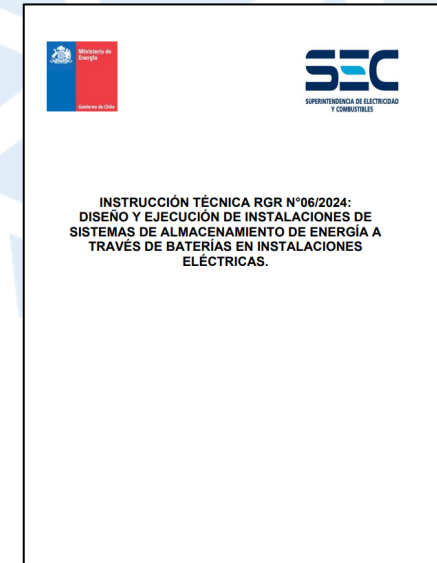 Ministerio de
Energía
Gobierno de Chile
SEC
SUPERINTENDENCIA DE ELECTRICIDAD
Y COMBUSTIBLES
INSTRUCCIÓN TÉCNICA RGR N°06/2024:
DISEÑO Y EJECUCIÓN DE INSTALACIONES DE
SISTEMAS DE ALMACENAMIENTO DE ENERGÍA A
TRAVÉS DE BATERÍAS EN INSTALACIONES
ELÉCTRICAS.